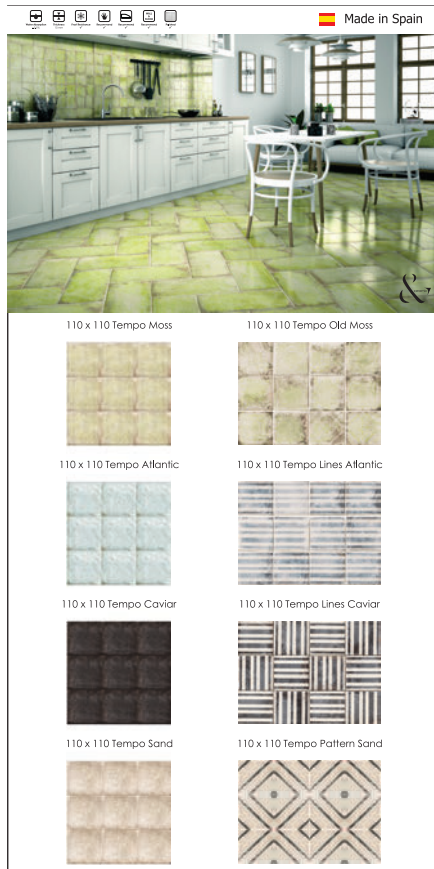 Made in Spain
&
110 x 110 Tempo Moss
110 x 110 Tempo Old Moss
110 x 110 Tempo Atlantic
110 x 110 Tempo Lines Atlantic
110 x 110 Tempo Caviar
110 x 110 Tempo Lines Caviar
110 x 110 Tempo Sand
110 x 110 Tempo Pattern Sand